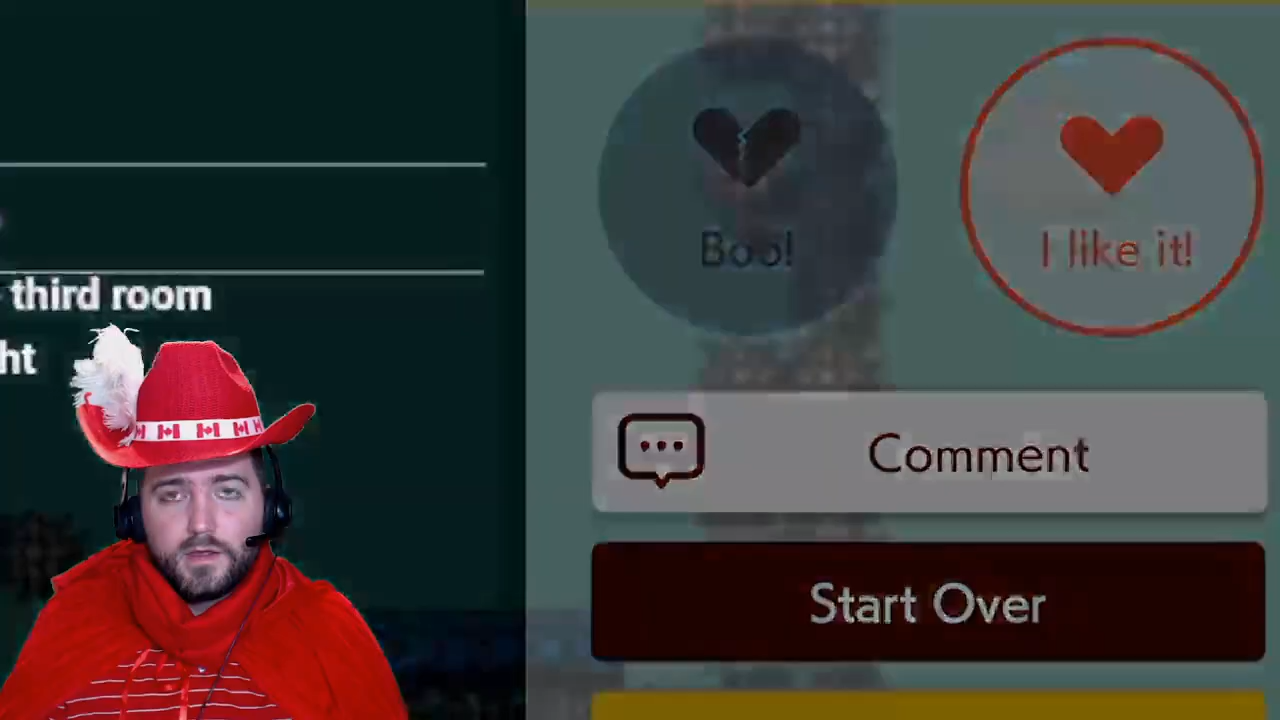 third room
ht
Boo!
I like it!
Comment
Start Over